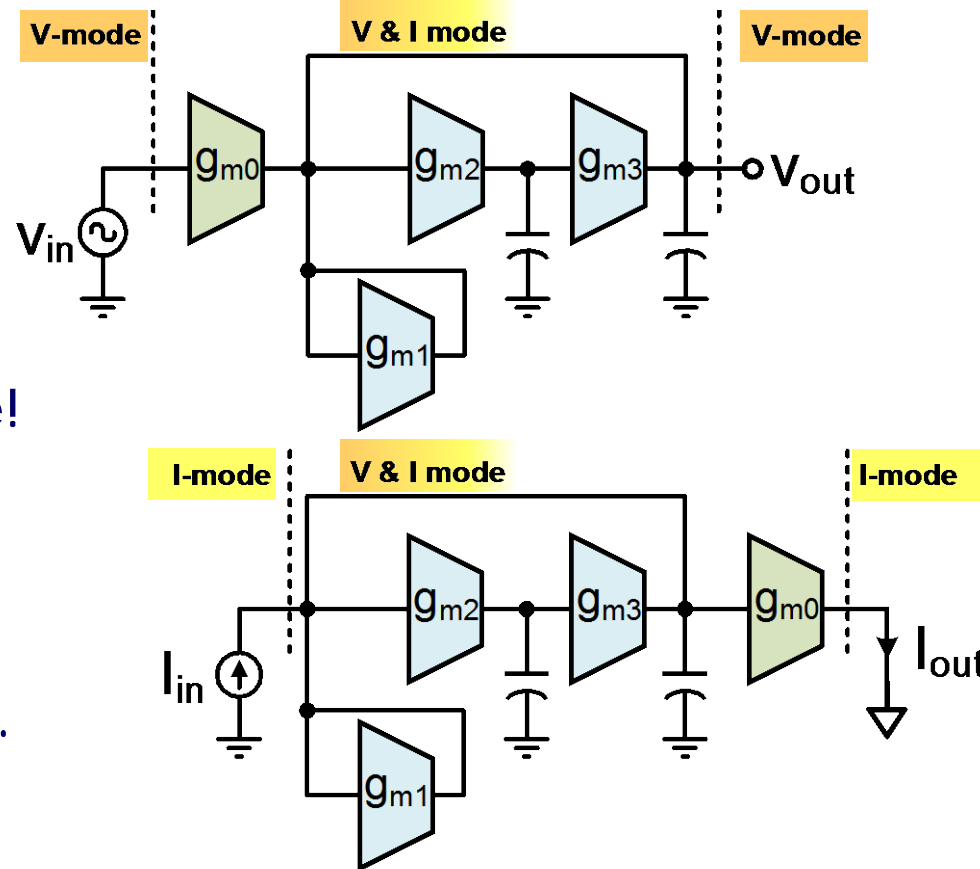 V-mode
V & I mode
V-mode
gm0
gm2
gm3
Vout
Vin
gm1
e!
I-mode
V & I mode
I-mode
gm2
gm3
gm0
Iin
Iout
.
gm1